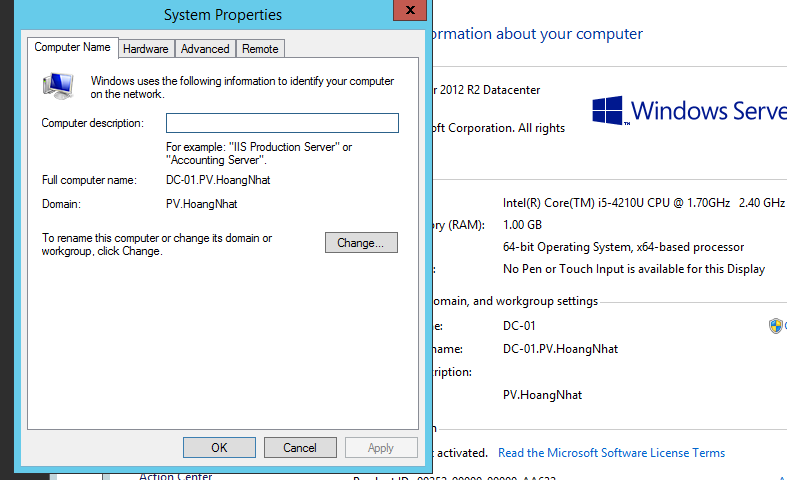 System Properties
x
Computer Name
Hardware
Advanced
Remote
Windows uses the following information to identify your computer
on the network.
Computer description:
For example: "IIS Production Server" or
"Accounting Server".
Full computer name:
DC-01.PV.HoangNhat
Domain:
PV.HoangNhat
To rename this computer or change its domain or
workgroup, click Change.
Change...
OK
Cancel
Apply
ormation about your computer
r 2012 R2 Datacenter
oft Corporation. All rights
Windows Serve
Intel(R) Core(TM) i5-4210U CPU @ 1.70GHz 2.40 GHz
ory (RAM):
1.00 GB
64-bit Operating System, x64-based processor
No Pen or Touch Input is available for this Display
omain, and workgroup settings
me:
DC-01
name:
DC-01.PV.HoangNhat
cription:
PV.HoangNhat
t activated.
Read the Microsoft Software License Terms
Action Center